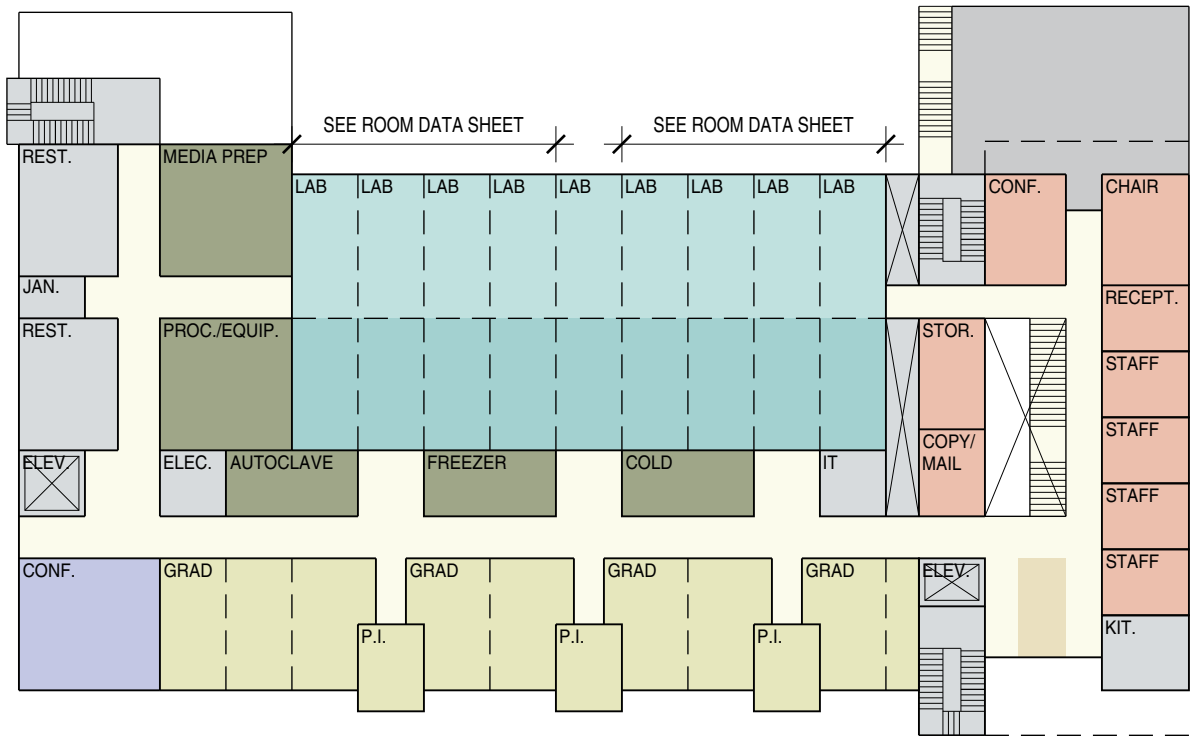 SEE ROOM DATA SHEET
SEE ROOM DATA SHEET
REST.
MEDIA PREP
LAB
LAB
LAB
LAB
LAB
LAB
LAB
LAB
LAB
CONF.
CHAIR
JAN.
RECEPT.
REST.
PROC./EQUIP.
STOR.
STAFF
STAFF
COPY/
MAIL
ELEV.
ELEC.
AUTOCLAVE
FREEZER
COLD
IT
STAFF
STAFF
CONF.
GRAD
GRAD
GRAD
GRAD
ELEV.
P.I.
P.I.
P.I.
KIT.